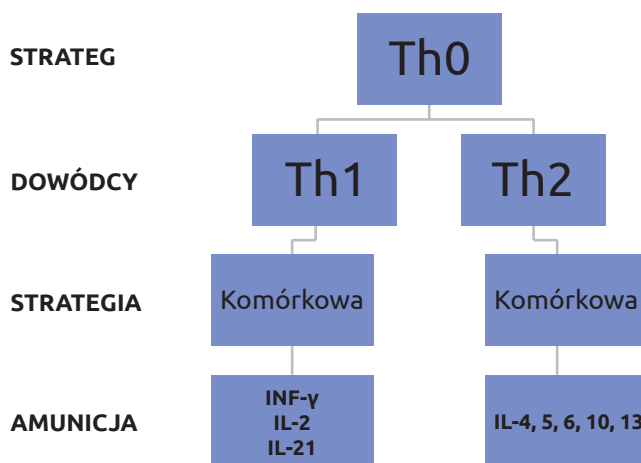 STRATEG
Th0
DOWÓDCY
Th1
Th2
STRATEGIA
Komórkowa
Komórkowa
AMUNICJA
INF-γ
IL-2
IL-21
IL-4, 5, 6, 10, 13